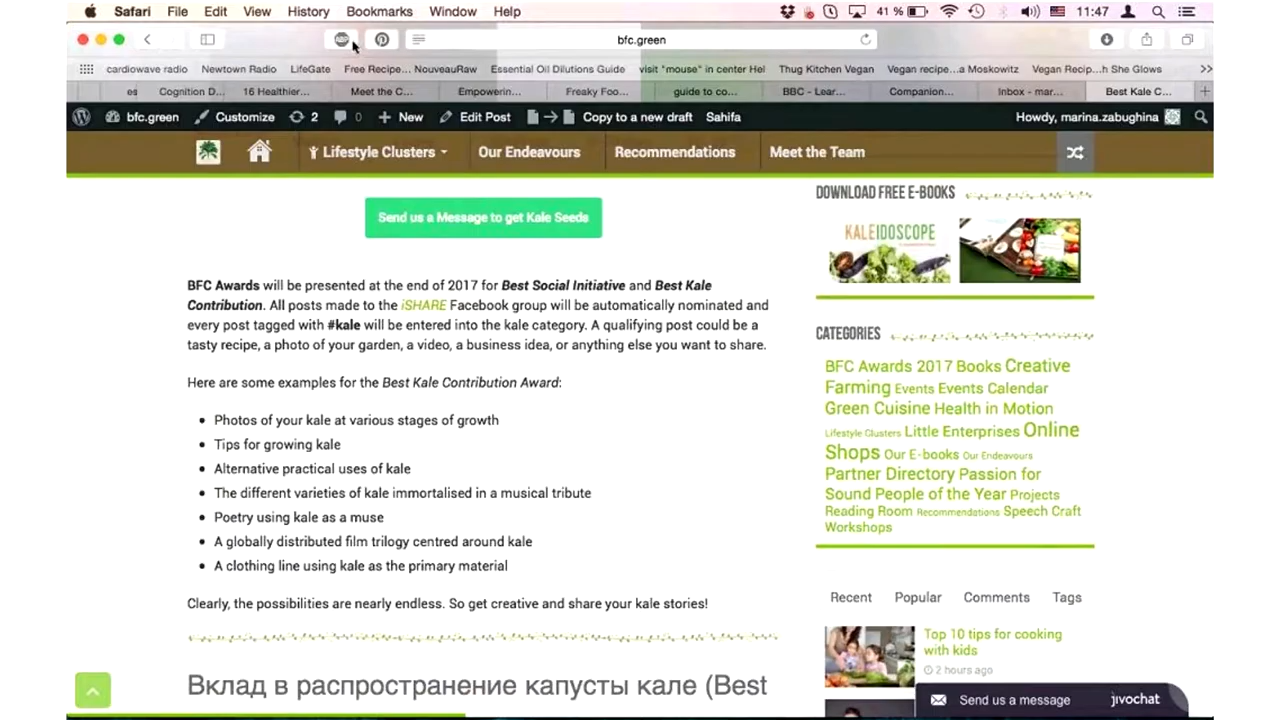 Safari File Edit View History Bookmarks Window Help 41 % 11:47
bfc.green
cardiowave radio Newtown Radio LifeGate Free Recipe... NouveauRaw Essential Oil Dilutions Guide visit "mouse" in center Hel Thug Kitchen Vegan Vegan recipe...a Moskowitz Vegan Recip...h She Glows >>
es Cognition D... 16 Healthier... Meet the C... Empowerin... Freaky Foo... guide to co... BBC - Lear... Companion... Inbox - mar... Best Kale C... +
bfc.green Customize 2 0 + New Edit Post Copy to a new draft Sahifa Howdy, marina.zabughina
Lifestyle Clusters Our Endeavours Recommendations Meet the Team
Send us a Message to get Kale Seeds
BFC Awards will be presented at the end of 2017 for Best Social Initiative and Best Kale
Contribution. All posts made to the iSHARE Facebook group will be automatically nominated and
every post tagged with #kale will be entered into the kale category. A qualifying post could be a
tasty recipe, a photo of your garden, a video, a business idea, or anything else you want to share.
Here are some examples for the Best Kale Contribution Award:
• Photos of your kale at various stages of growth
• Tips for growing kale
• Alternative practical uses of kale
• The different varieties of kale immortalised in a musical tribute
• Poetry using kale as a muse
• A globally distributed film trilogy centred around kale
• A clothing line using kale as the primary material
Clearly, the possibilities are nearly endless. So get creative and share your kale stories!
Вклад в распространение капусты кале (Best
DOWNLOAD FREE E-BOOKS
KALEIDOSCOPE
CATEGORIES
BFC Awards 2017 Books Creative
Farming Events Events Calendar
Green Cuisine Health in Motion
Lifestyle Clusters Little Enterprises Online
Shops Our E-books Our Endeavours
Partner Directory Passion for
Sound People of the Year Projects
Reading Room Recommendations Speech Craft
Workshops
Recent Popular Comments Tags
Top 10 tips for cooking
with kids
2 hours ago
Send us a message jivochat